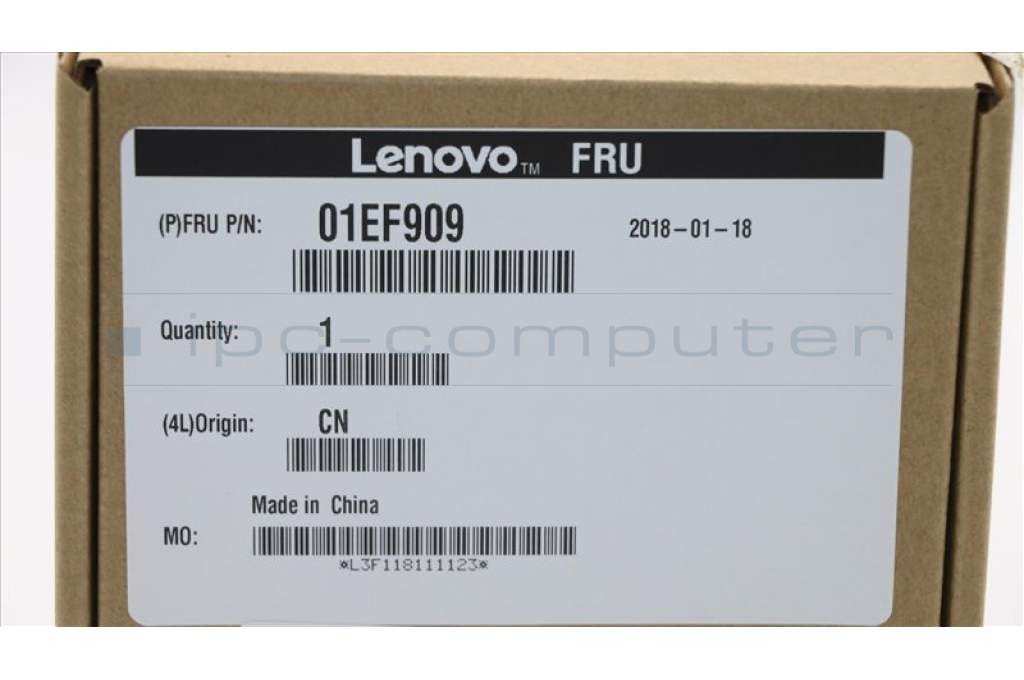 Lenovo™ FRU
(P)FRU P/N: 01EF909 2018-01-18
Quantity: 1
ipc-computer
(4L)Origin: CN
Made in China
MO:
*L3F118111123*